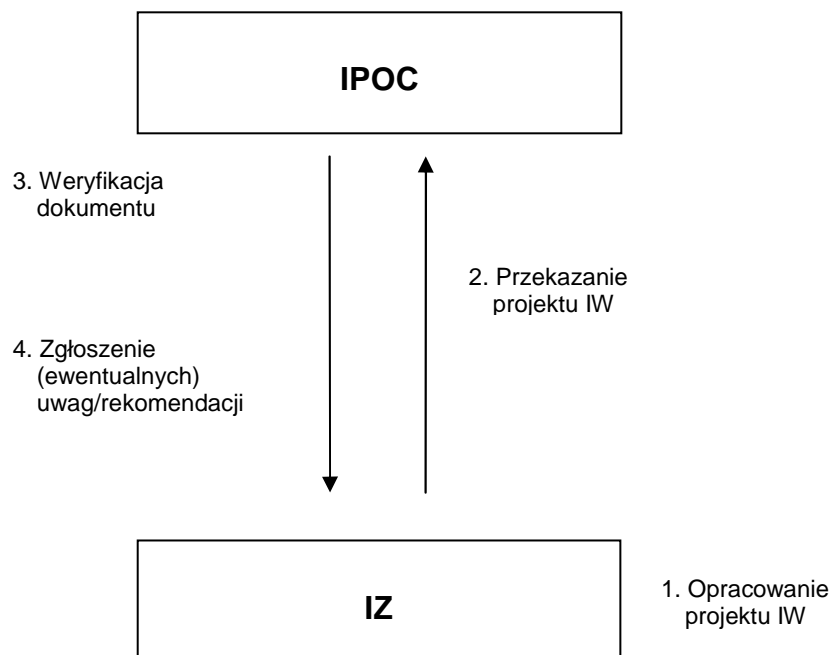 IPOC
3. Weryfikacja
dokumentu
2. Przekazanie
projektu IW
4. Zgłoszenie
(ewentualnych)
uwag/rekomendacji
IZ
1. Opracowanie
projektu IW